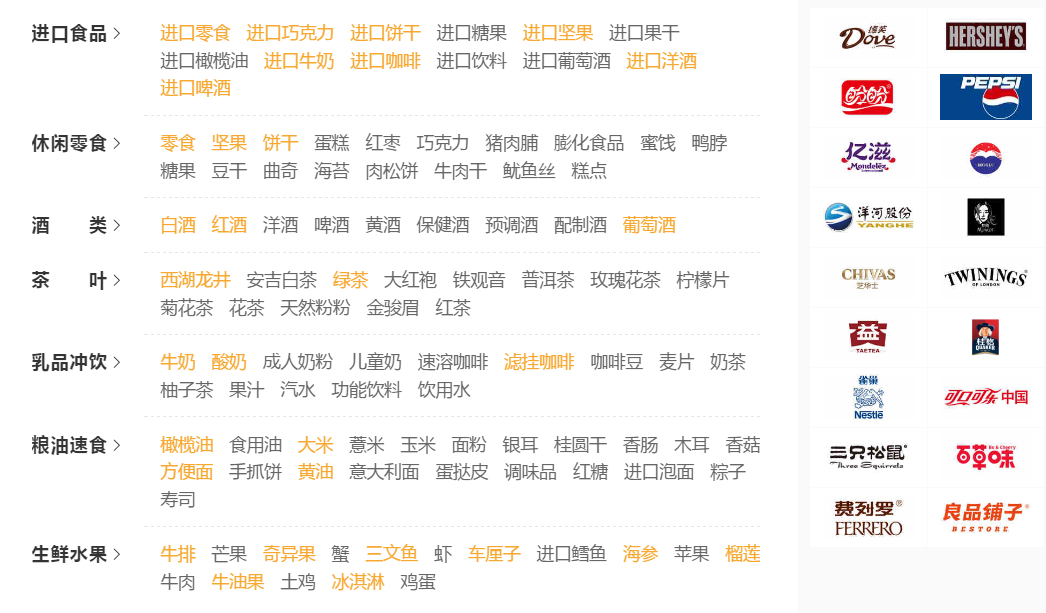 进口食品 >
进口零食 进口巧克力 进口饼干 进口糖果 进口坚果 进口果干
进口橄榄油 进口牛奶 进口咖啡 进口饮料 进口葡萄酒 进口洋酒
进口啤酒
休闲零食 >
零食 坚果 饼干 蛋糕 红枣 巧克力 猪肉脯 膨化食品 蜜饯 鸭脖
糖果 豆干 曲奇 海苔 肉松饼 牛肉干 鱿鱼丝 糕点
酒 类 >
白酒 红酒 洋酒 啤酒 黄酒 保健酒 预调酒 配制酒 葡萄酒
茶 叶 >
西湖龙井 安吉白茶 绿茶 大红袍 铁观音 普洱茶 玫瑰花茶 柠檬片
菊花茶 花茶 天然粉粉 金骏眉 红茶
乳品冲饮 >
牛奶 酸奶 成人奶粉 儿童奶 速溶咖啡 滤挂咖啡 咖啡豆 麦片 奶茶
柚子茶 果汁 汽水 功能饮料 饮用水
粮油速食 >
橄榄油 食用油 大米 薏米 玉米 面粉 银耳 桂圆干 香肠 木耳 香菇
方便面 手抓饼 黄油 意大利面 蛋挞皮 调味品 红糖 进口泡面 粽子
寿司
生鲜水果 >
牛排 芒果 奇异果 蟹 三文鱼 虾 车厘子 进口鳕鱼 海参 苹果 榴莲
牛肉 牛油果 土鸡 冰淇淋 鸡蛋
德芙
Dove
HERSHEY'S
盼盼
PEPSI
亿滋
Mondelēz
洋河股份
YANGHE
CHIVAS
芝华士
TWININGS®
OF LONDON
益
TAETEA
桂格
QUAKER
雀巢
Nestlé
可口可乐中国
三只松鼠®
Three Squirrels
Be & Cheery
百草味
费列罗®
FERRERO
良品铺子®
BESTORE